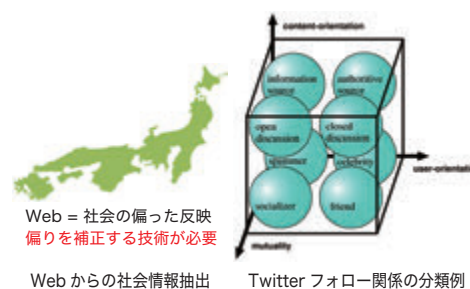 content-orientation
information
source
authoritive
source
open
discussion
closed
discussion
spammer
celebrity
user-orientation
socializer
friend
mutuality
Web = 社会の偏った反映
偏りを補正する技術が必要
Web からの社会情報抽出
Twitter フォロー関係の分類例